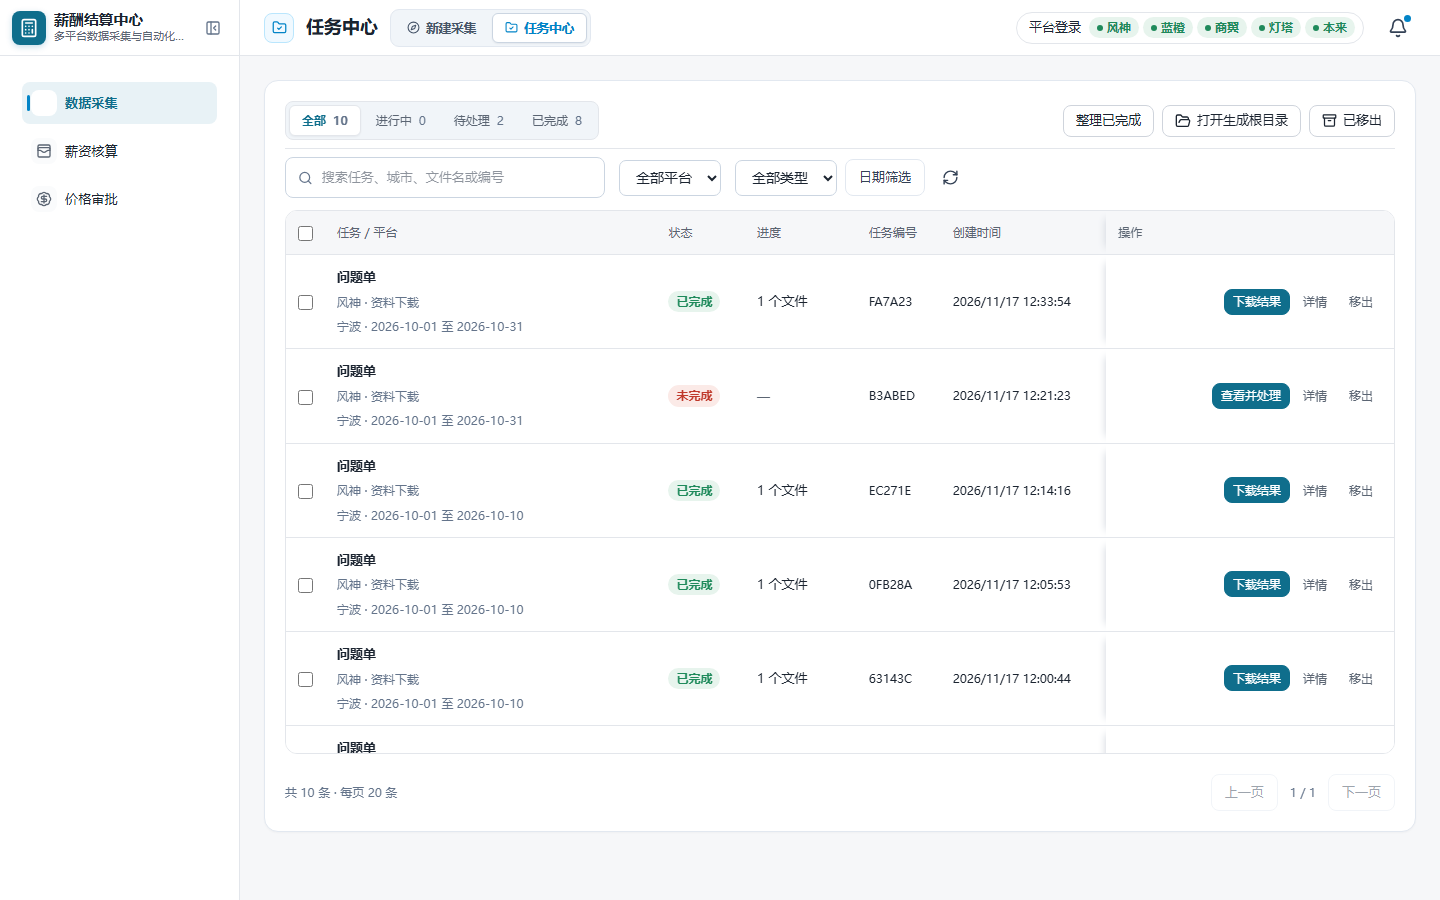 薪酬结算中心
多平台数据采集与自动化...
数据采集
薪资核算
价格审批
任务中心
新建采集
任务中心
平台登录
风神
蓝橙
商翼
灯塔
本来
全部 10
进行中 0
待处理 2
已完成 8
整理已完成
打开生成根目录
已移出
搜索任务、城市、文件名或编号
全部平台
全部类型
日期筛选
任务 / 平台 状态 进度 任务编号 创建时间 操作
问题单
风神 · 资料下载
宁波 · 2026-10-01 至 2026-10-31
已完成 1 个文件 FA7A23 2026/11/17 12:33:54 下载结果 详情 移出
问题单
风神 · 资料下载
宁波 · 2026-10-01 至 2026-10-31
未完成 — B3ABED 2026/11/17 12:21:23 查看并处理 详情 移出
问题单
风神 · 资料下载
宁波 · 2026-10-01 至 2026-10-10
已完成 1 个文件 EC271E 2026/11/17 12:14:16 下载结果 详情 移出
问题单
风神 · 资料下载
宁波 · 2026-10-01 至 2026-10-10
已完成 1 个文件 0FB28A 2026/11/17 12:05:53 下载结果 详情 移出
问题单
风神 · 资料下载
宁波 · 2026-10-01 至 2026-10-10
已完成 1 个文件 63143C 2026/11/17 12:00:44 下载结果 详情 移出
问题单
共 10 条 · 每页 20 条
上一页
1 / 1
下一页